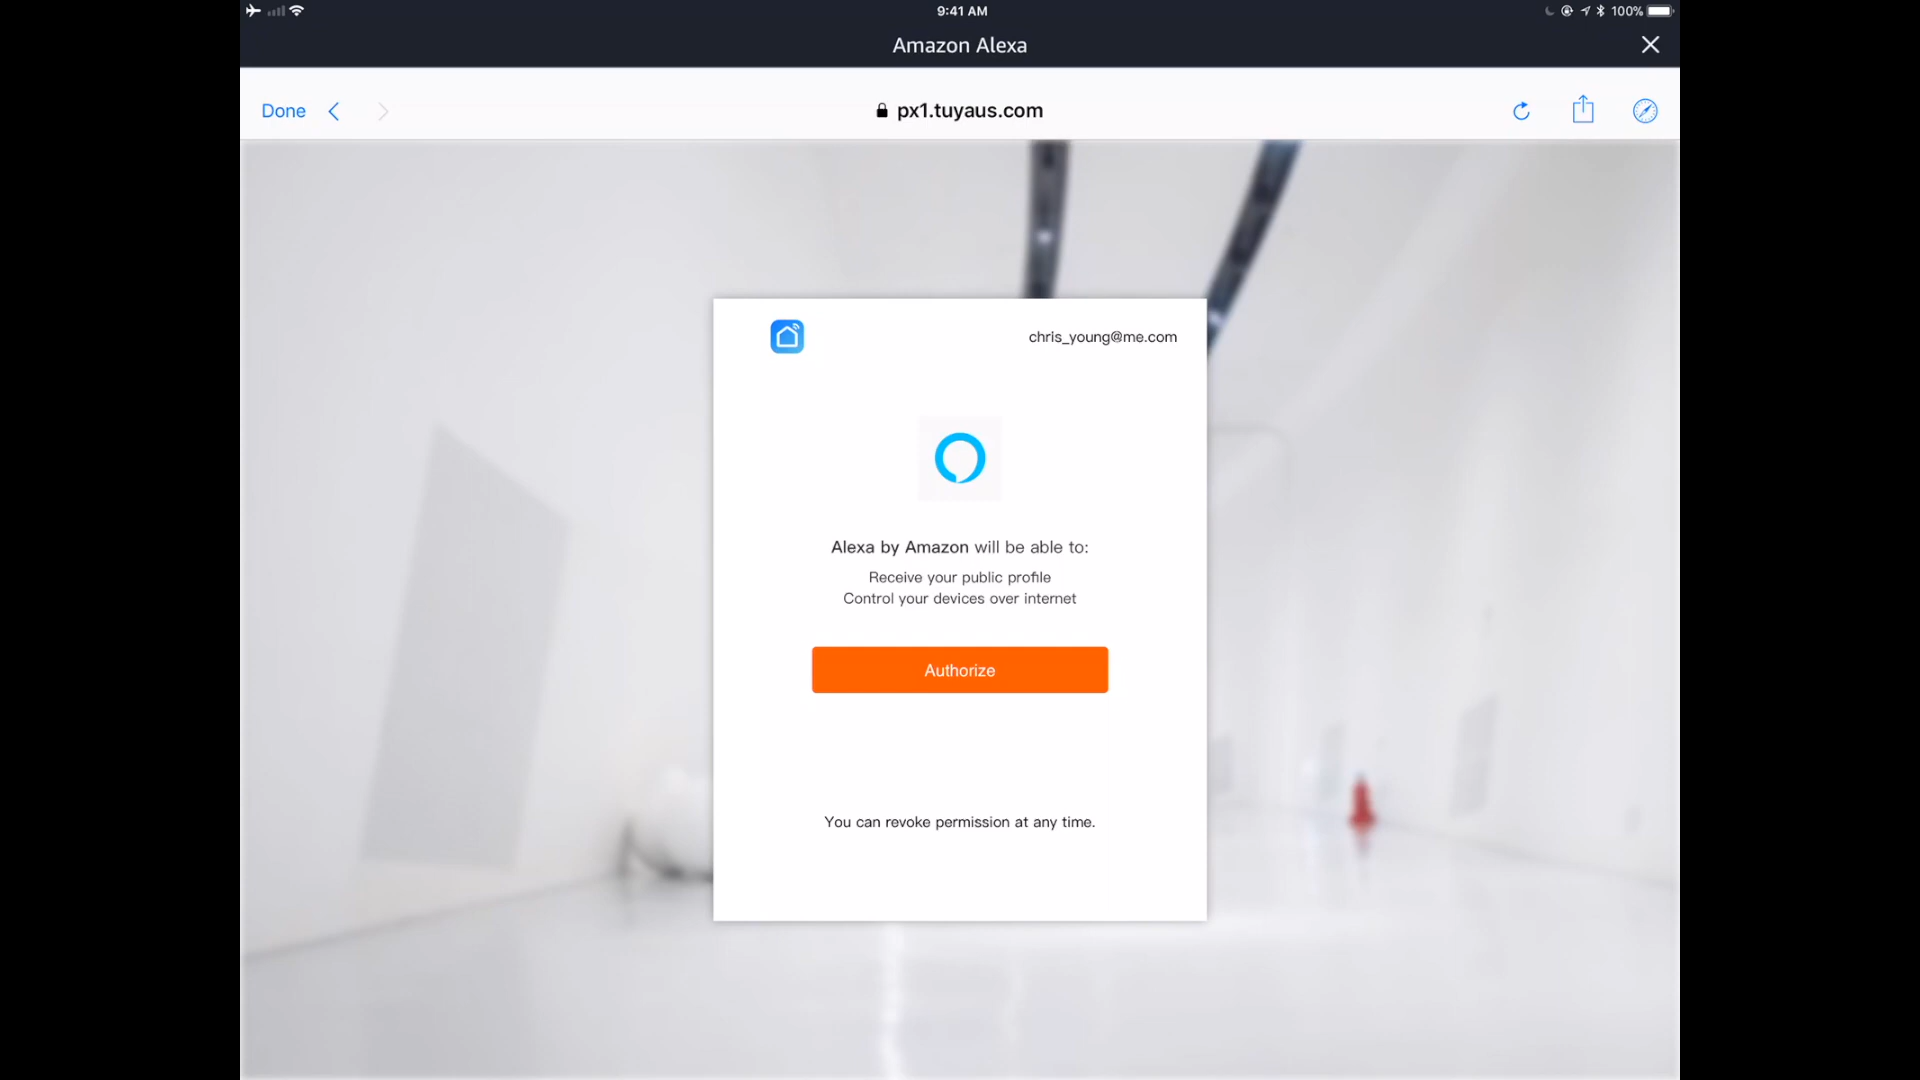 9:41 AM
100%
Amazon Alexa
Done
px1.tuyaus.com
chris_young@me.com
Alexa by Amazon will be able to:
Receive your public profile
Control your devices over internet
Authorize
You can revoke permission at any time.